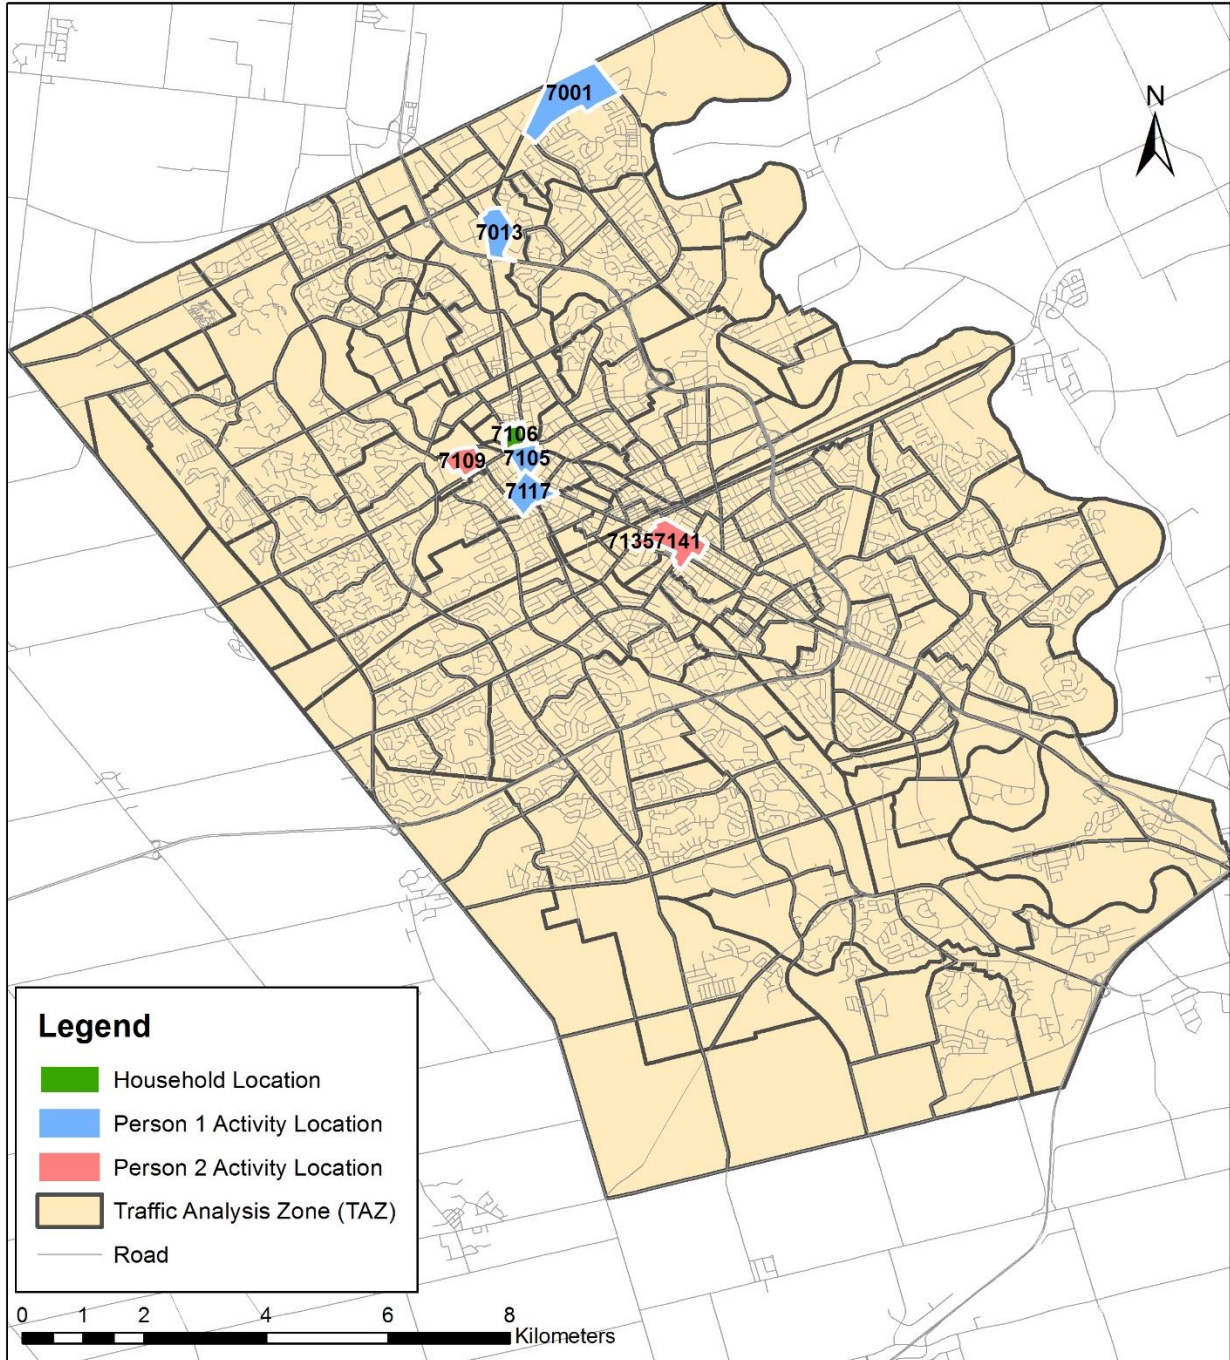 7001
N
7013
7106
7109
7105
7117
71357141
Legend
Household Location
Person 1 Activity Location
Person 2 Activity Location
Traffic Analysis Zone (TAZ)
Road
0 1 2 4 6 8
Kilometers